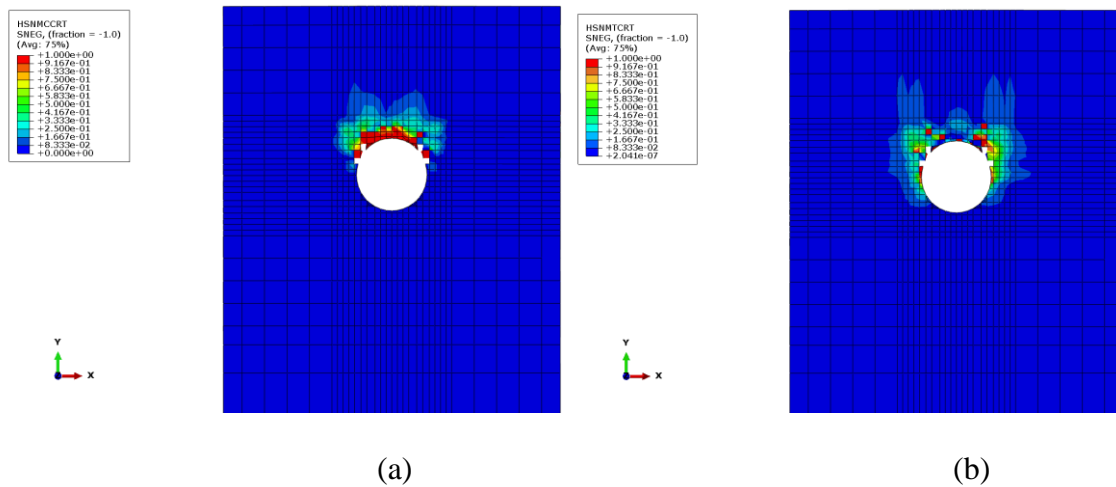 HSNMCCRT
SNEG, (fraction = -1.0)
(Avg: 75%)
+1.000e+00
+9.167e-01
+8.333e-01
+7.500e-01
+6.667e-01
+5.833e-01
+5.000e-01
+4.167e-01
+3.333e-01
+2.500e-01
+1.667e-01
+8.333e-02
+0.000e+00
Y
X
(a)
HSNMTCRT
SNEG, (fraction = -1.0)
(Avg: 75%)
+1.000e+00
+9.167e-01
+8.333e-01
+7.500e-01
+6.667e-01
+5.833e-01
+5.000e-01
+4.167e-01
+3.333e-01
+2.500e-01
+1.667e-01
+8.333e-02
+2.041e-07
Y
X
(b)